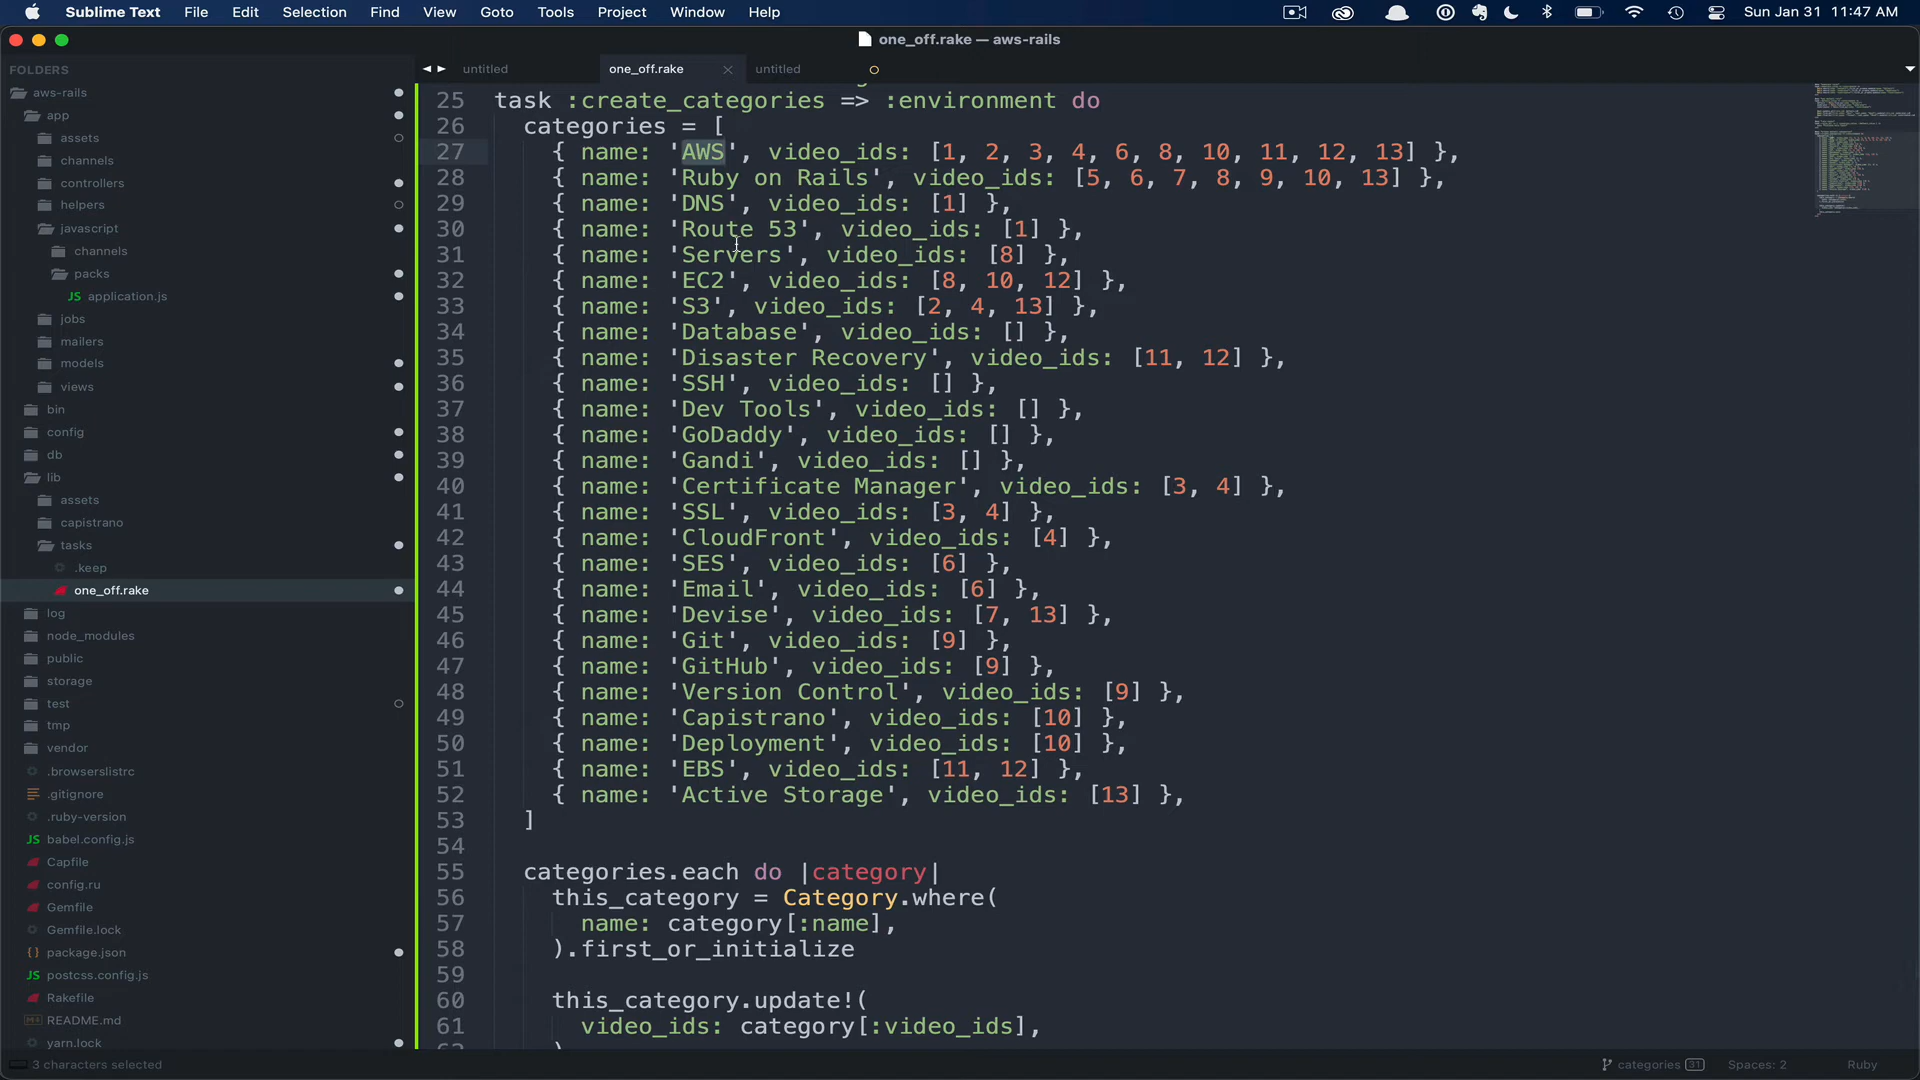 Sublime Text File Edit Selection Find View Goto Tools Project Window Help Sun Jan 31 11:47 AM
one_off.rake — aws-rails
FOLDERS
aws-rails
app
assets
channels
controllers
helpers
javascript
channels
packs
JS application.js
jobs
mailers
models
views
bin
config
db
lib
assets
capistrano
tasks
.keep
one_off.rake
log
node_modules
public
storage
test
tmp
vendor
.browserslistrc
.gitignore
.ruby-version
JS babel.config.js
Capfile
config.ru
Gemfile
Gemfile.lock
{} package.json
JS postcss.config.js
Rakefile
README.md
yarn.lock
untitled one_off.rake untitled
25 task :create_categories => :environment do
26 categories = [
27 { name: 'AWS', video_ids: [1, 2, 3, 4, 6, 8, 10, 11, 12, 13] },
28 { name: 'Ruby on Rails', video_ids: [5, 6, 7, 8, 9, 10, 13] },
29 { name: 'DNS', video_ids: [1] },
30 { name: 'Route 53', video_ids: [1] },
31 { name: 'Servers', video_ids: [8] },
32 { name: 'EC2', video_ids: [8, 10, 12] },
33 { name: 'S3', video_ids: [2, 4, 13] },
34 { name: 'Database', video_ids: [] },
35 { name: 'Disaster Recovery', video_ids: [11, 12] },
36 { name: 'SSH', video_ids: [] },
37 { name: 'Dev Tools', video_ids: [] },
38 { name: 'GoDaddy', video_ids: [] },
39 { name: 'Gandi', video_ids: [] },
40 { name: 'Certificate Manager', video_ids: [3, 4] },
41 { name: 'SSL', video_ids: [3, 4] },
42 { name: 'CloudFront', video_ids: [4] },
43 { name: 'SES', video_ids: [6] },
44 { name: 'Email', video_ids: [6] },
45 { name: 'Devise', video_ids: [7, 13] },
46 { name: 'Git', video_ids: [9] },
47 { name: 'GitHub', video_ids: [9] },
48 { name: 'Version Control', video_ids: [9] },
49 { name: 'Capistrano', video_ids: [10] },
50 { name: 'Deployment', video_ids: [10] },
51 { name: 'EBS', video_ids: [11, 12] },
52 { name: 'Active Storage', video_ids: [13] },
53 ]
54
55 categories.each do |category|
56 this_category = Category.where(
57 name: category[:name],
58 ).first_or_initialize
59
60 this_category.update!(
61 video_ids: category[:video_ids],
3 characters selected categories 31 Spaces: 2 Ruby